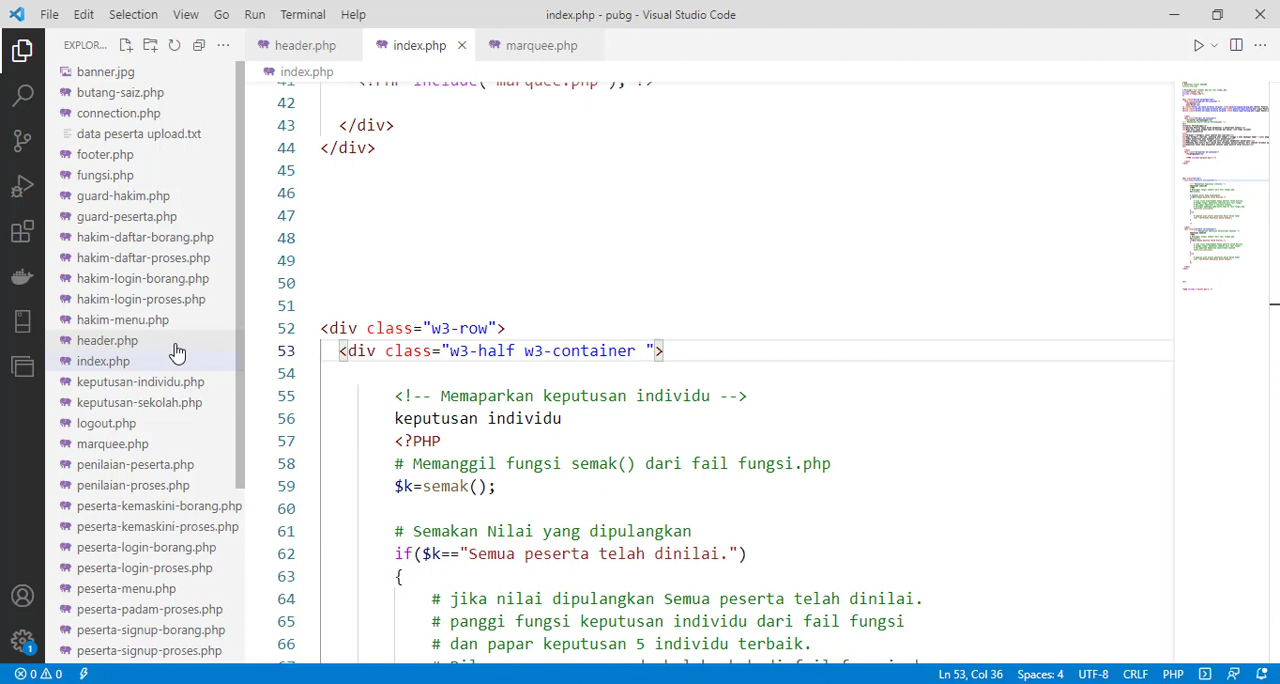 File Edit Selection View Go Run Terminal Help index.php - pubg - Visual Studio Code
EXPLOR...
header.php index.php marquee.php
index.php
banner.jpg
butang-saiz.php
connection.php
data peserta upload.txt
footer.php
fungsi.php
guard-hakim.php
guard-peserta.php
hakim-daftar-borang.php
hakim-daftar-proses.php
hakim-login-borang.php
hakim-login-proses.php
hakim-menu.php
header.php
index.php
keputusan-individu.php
keputusan-sekolah.php
logout.php
marquee.php
penilaian-peserta.php
penilaian-proses.php
peserta-kemaskini-borang.php
peserta-kemaskini-proses.php
peserta-login-borang.php
peserta-login-proses.php
peserta-menu.php
peserta-padam-proses.php
peserta-signup-borang.php
peserta-signup-proses.php
41 <?PHP include( "marquee.php" ); ?>
42
43 </div>
44 </div>
45
46
47
48
49
50
51
52 <div class="w3-row">
53 <div class="w3-half w3-container ">
54
55 <!-- Memaparkan keputusan individu -->
56 keputusan individu
57 <?PHP
58 # Memanggil fungsi semak() dari fail fungsi.php
59 $k=semak();
60
61 # Semakan Nilai yang dipulangkan
62 if($k=="Semua peserta telah dinilai.")
63 {
64 # jika nilai dipulangkan Semua peserta telah dinilai.
65 # panggi fungsi keputusan individu dari fail fungsi
66 # dan papar keputusan 5 individu terbaik.
0 0 Ln 53, Col 36 Spaces: 4 UTF-8 CRLF PHP
1